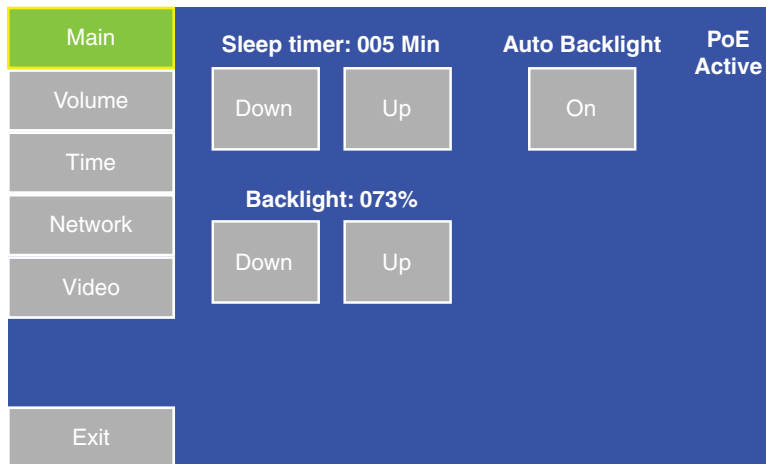 Main
Volume
Time
Network
Video
Exit
Sleep timer: 005 Min
Down
Up
Backlight: 073%
Down
Up
Auto Backlight
On
PoE
Active